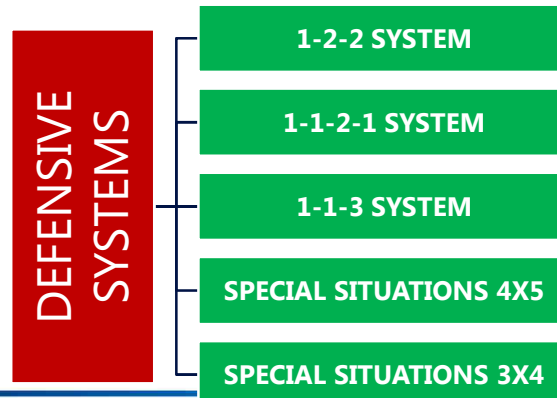 DEFENSIVE
SYSTEMS
1-2-2 SYSTEM
1-1-2-1 SYSTEM
1-1-3 SYSTEM
SPECIAL SITUATIONS 4X5
SPECIAL SITUATIONS 3X4